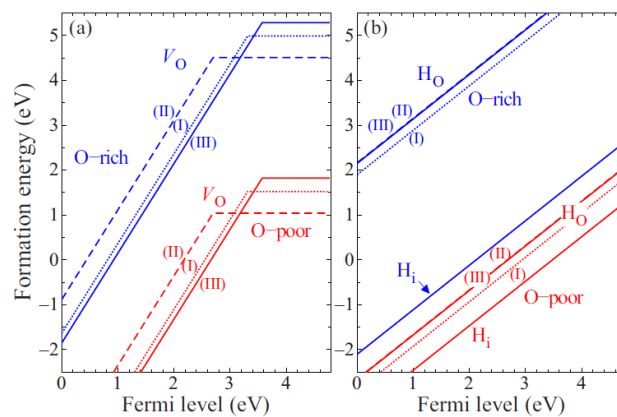 (a)
(b)
5
4
3
2
1
0
−1
−2
Formation energy (eV)
V_O
(II)
(I)
(III)
O−rich
V_O
O−poor
(II)
(I)
(III)
0
1
2
3
4
Fermi level (eV)
H_O
O−rich
(II)
(III)
(I)
H_O
(II)
(III)
(I)
H_i
O−poor
H_i
0
1
2
3
4
Fermi level (eV)